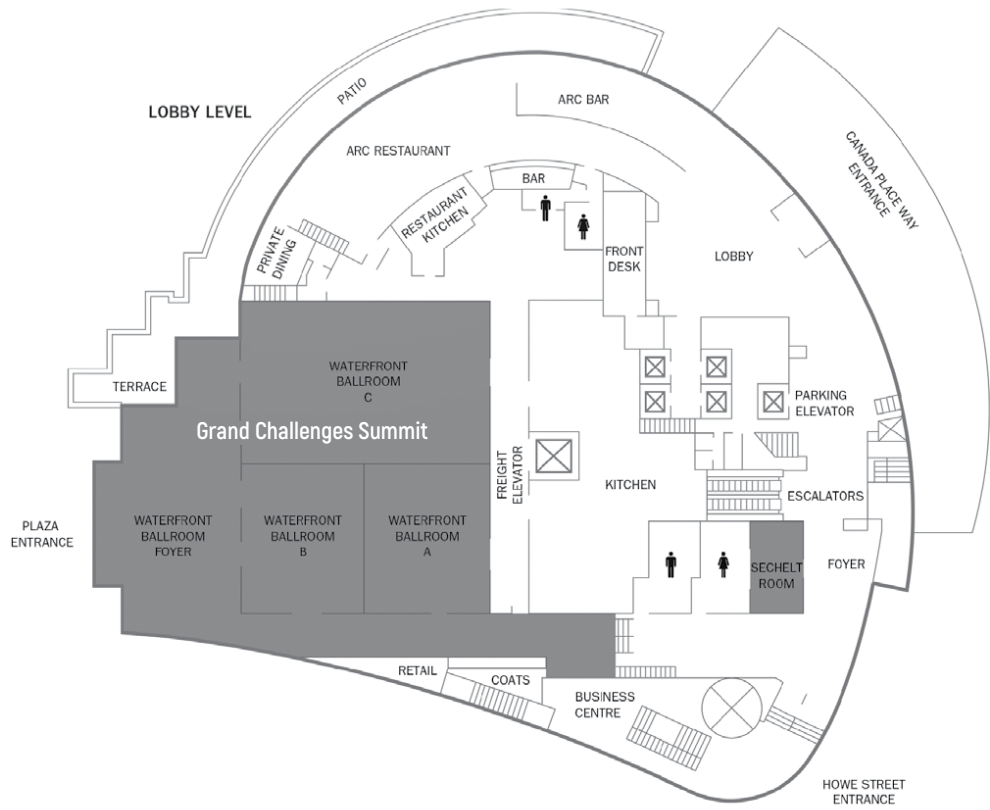 LOBBY LEVEL
PATIO
ARC BAR
ARC RESTAURANT
CANADA PLACE WAY
ENTRANCE
BAR
RESTAURANT
KITCHEN
PRIVATE
DINING
FRONT
DESK
LOBBY
WATERFRONT
BALLROOM
C
TERRACE
PARKING
ELEVATOR
Grand Challenges Summit
FREIGHT
ELEVATOR
KITCHEN
ESCALATORS
PLAZA
ENTRANCE
WATERFRONT
BALLROOM
FOYER
WATERFRONT
BALLROOM
B
WATERFRONT
BALLROOM
A
SECHELT
ROOM
FOYER
RETAIL
COATS
BUSINESS
CENTRE
HOWE STREET
ENTRANCE